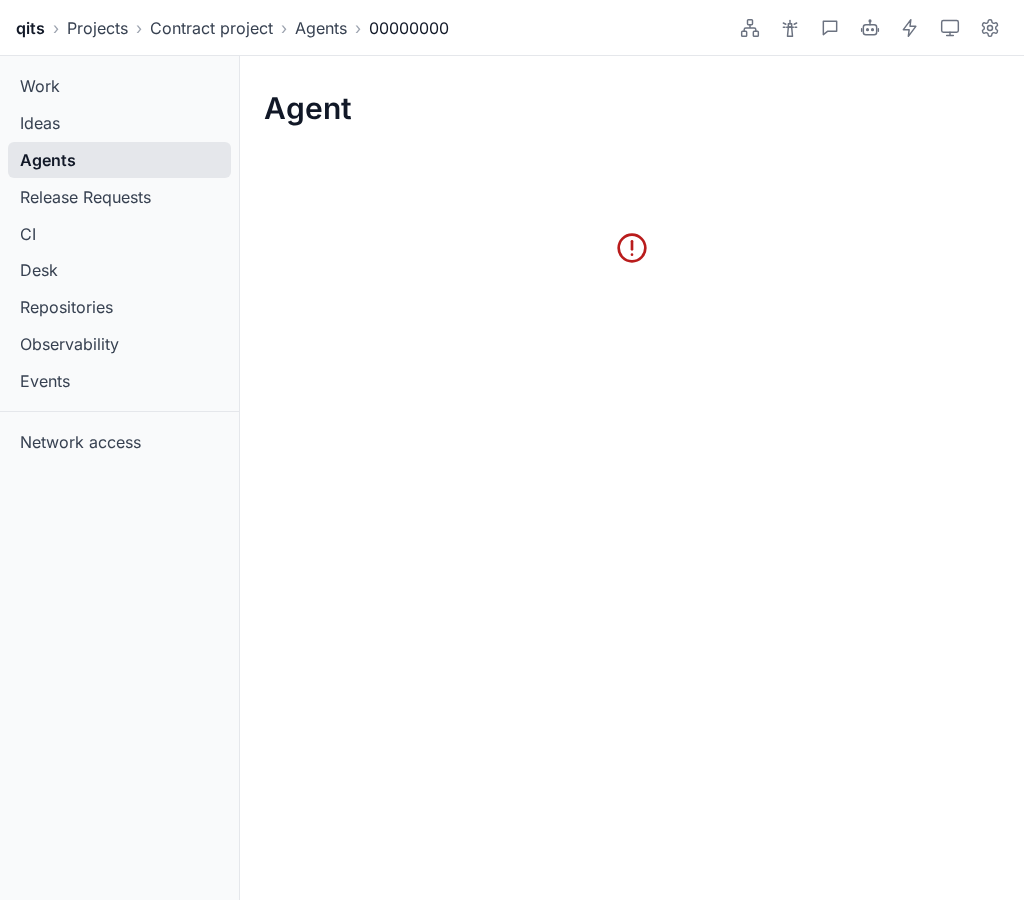 qits › Projects › Contract project › Agents › 00000000
Work
Ideas
Agents
Release Requests
CI
Desk
Repositories
Observability
Events
Network access
Agent